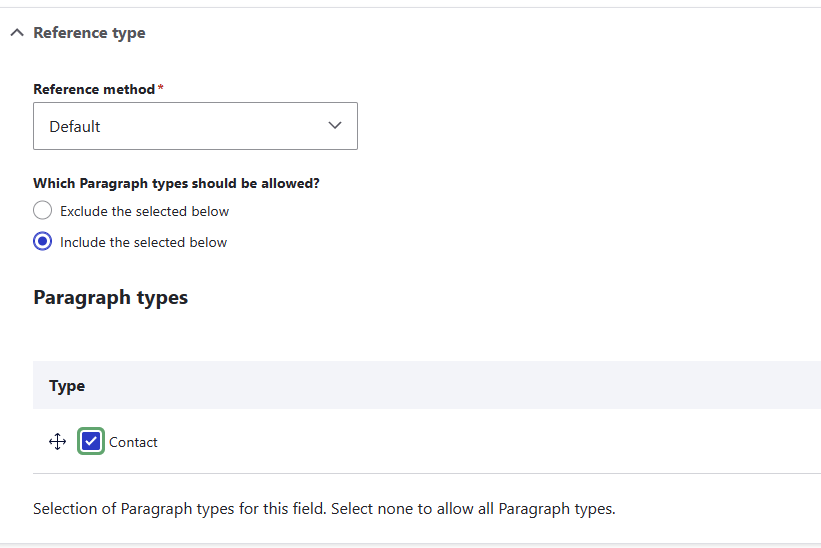 Reference type
Reference method*
Default
Which Paragraph types should be allowed?
Exclude the selected below
Include the selected below
Paragraph types
Type
Contact
Selection of Paragraph types for this field. Select none to allow all Paragraph types.